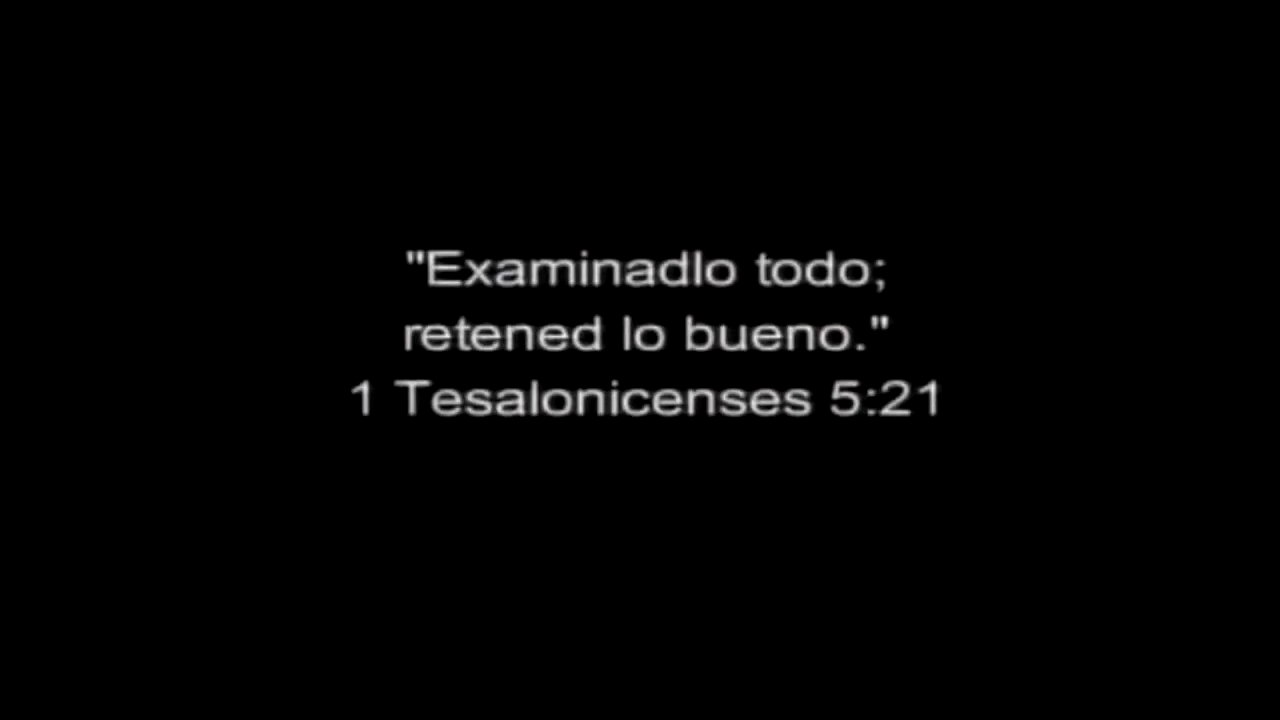 "Examinadlo todo;
retened lo bueno."
1 Tesalonicenses 5:21